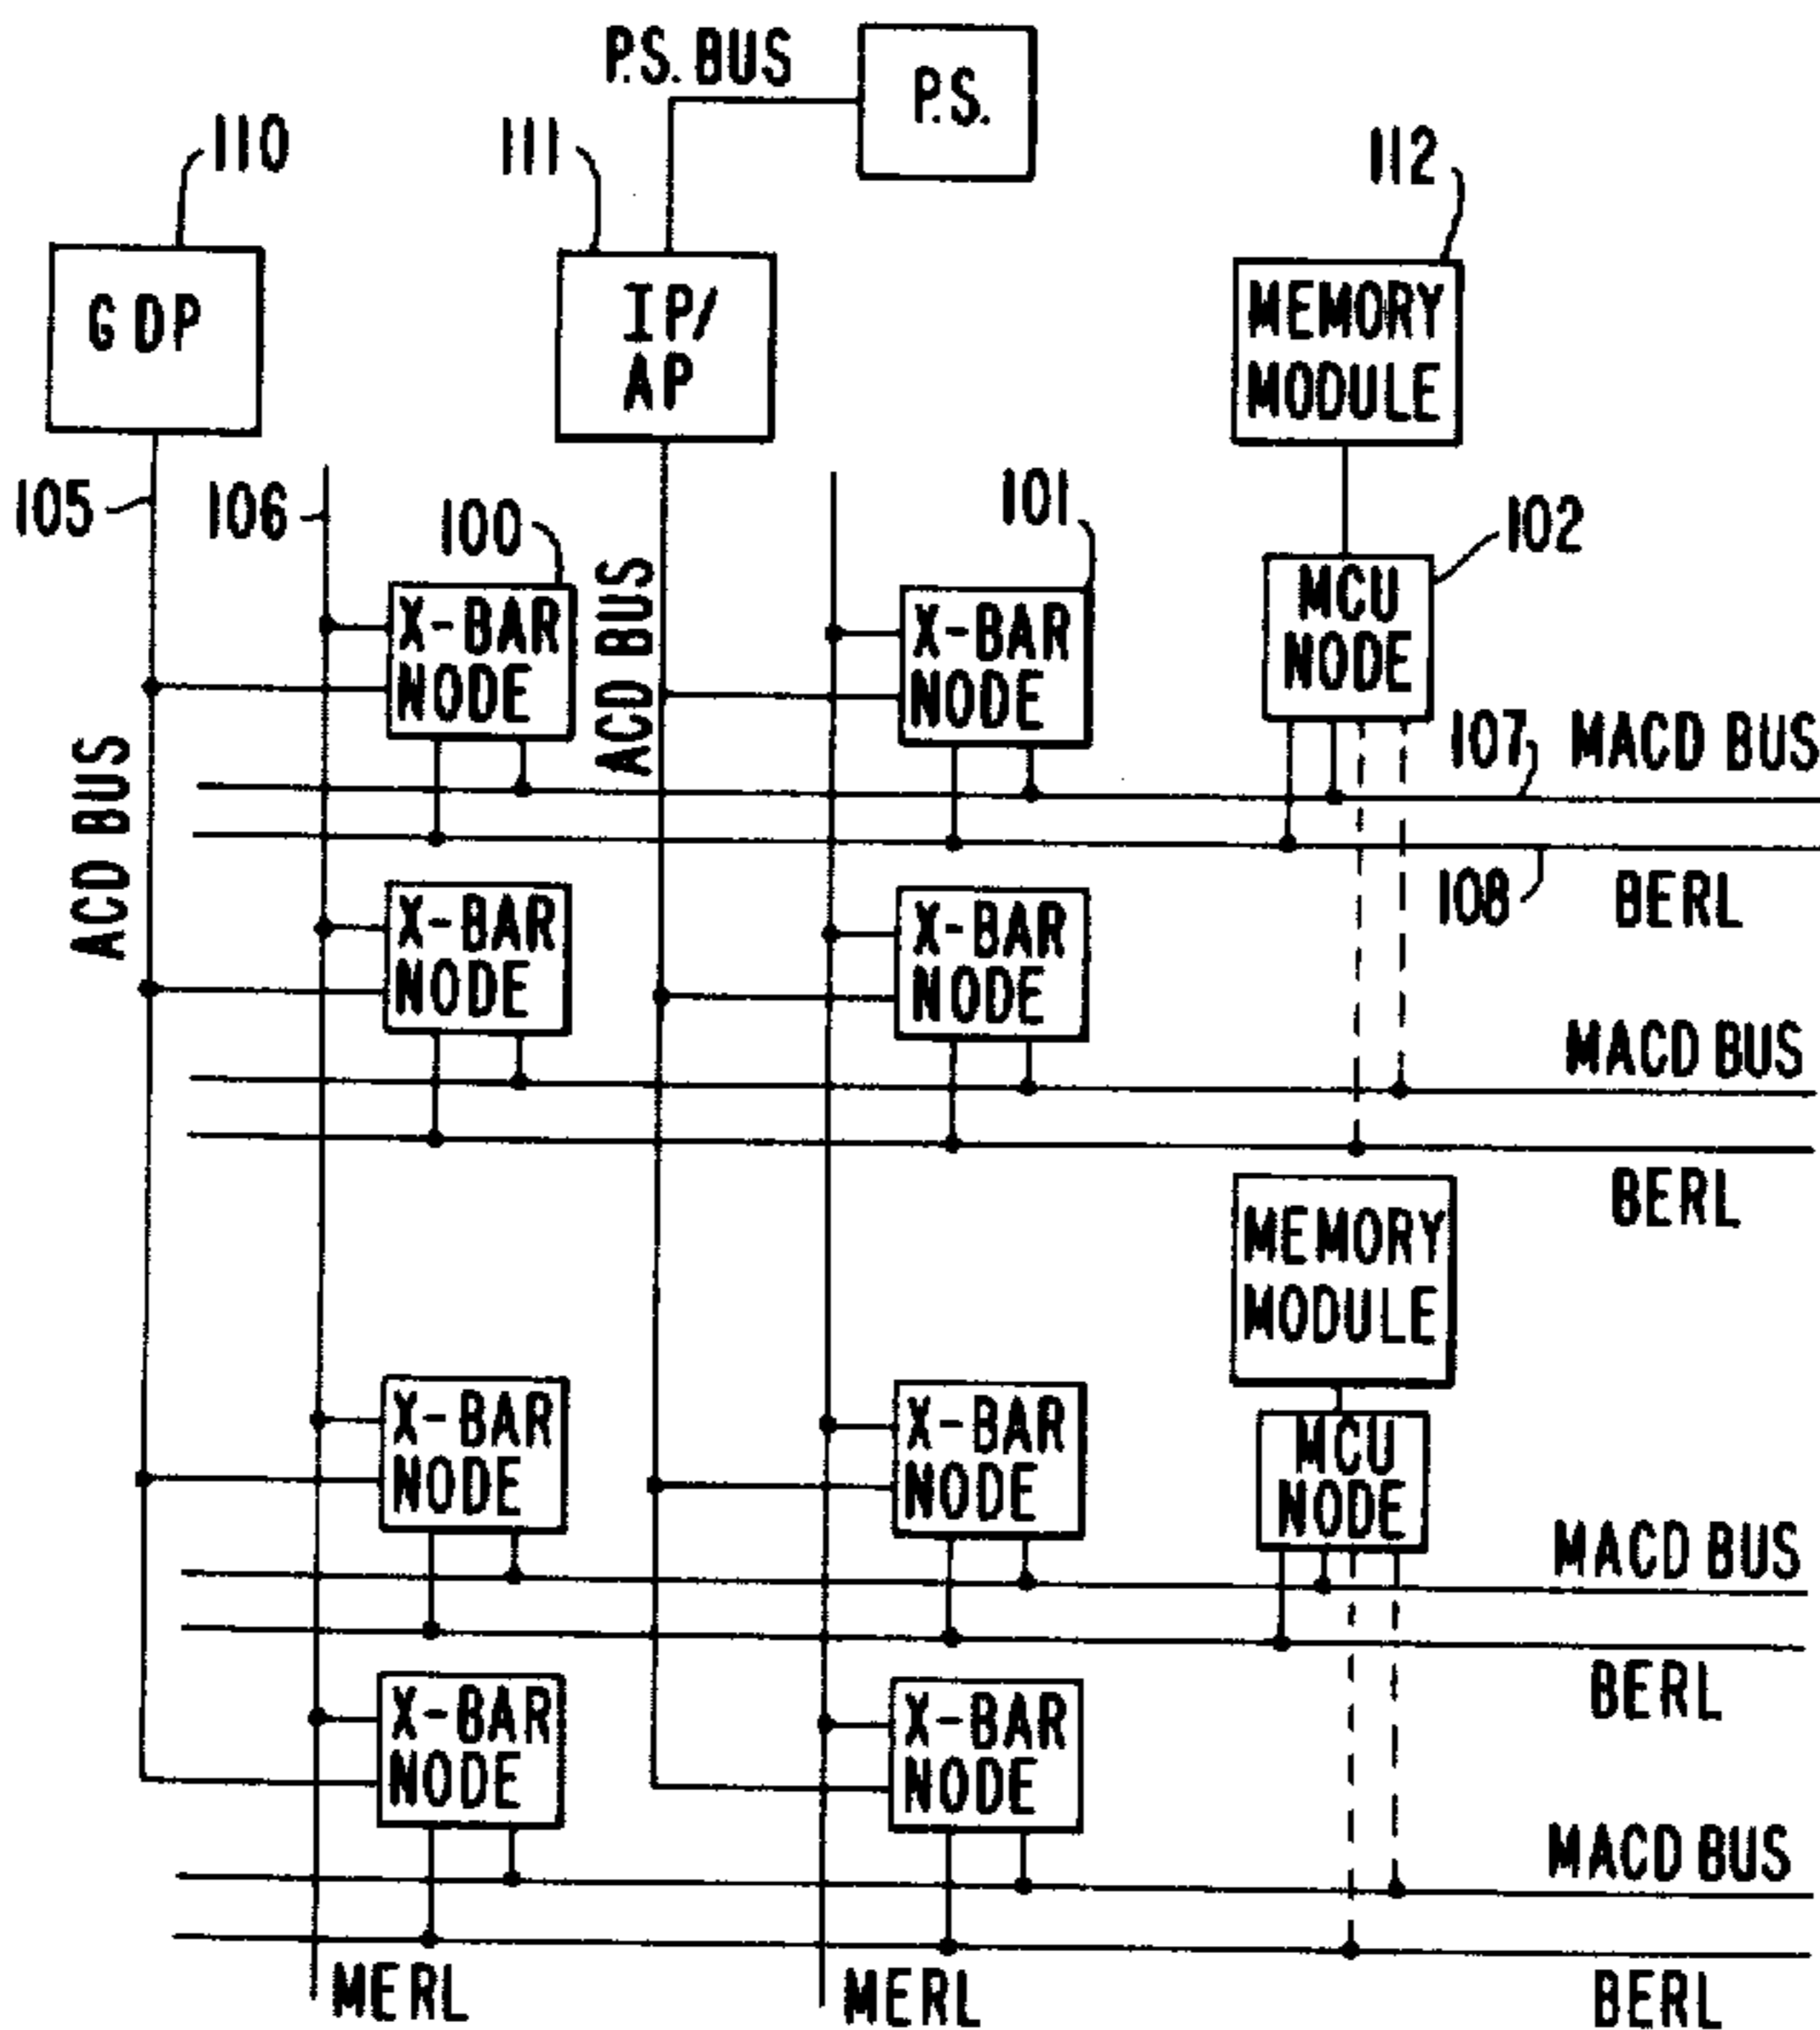 P.S. BUS
P.S.
110
111
112
GDP
IP/
AP
MEMORY
MODULE
105
106
100
ACD BUS
101
102
X-BAR
NODE
X-BAR
NODE
MCU
NODE
107
MACD BUS
ACD BUS
108
BERL
X-BAR
NODE
X-BAR
NODE
MACD BUS
BERL
MEMORY
MODULE
X-BAR
NODE
X-BAR
NODE
MCU
NODE
MACD BUS
BERL
X-BAR
NODE
X-BAR
NODE
MACD BUS
BERL
MERL
MERL